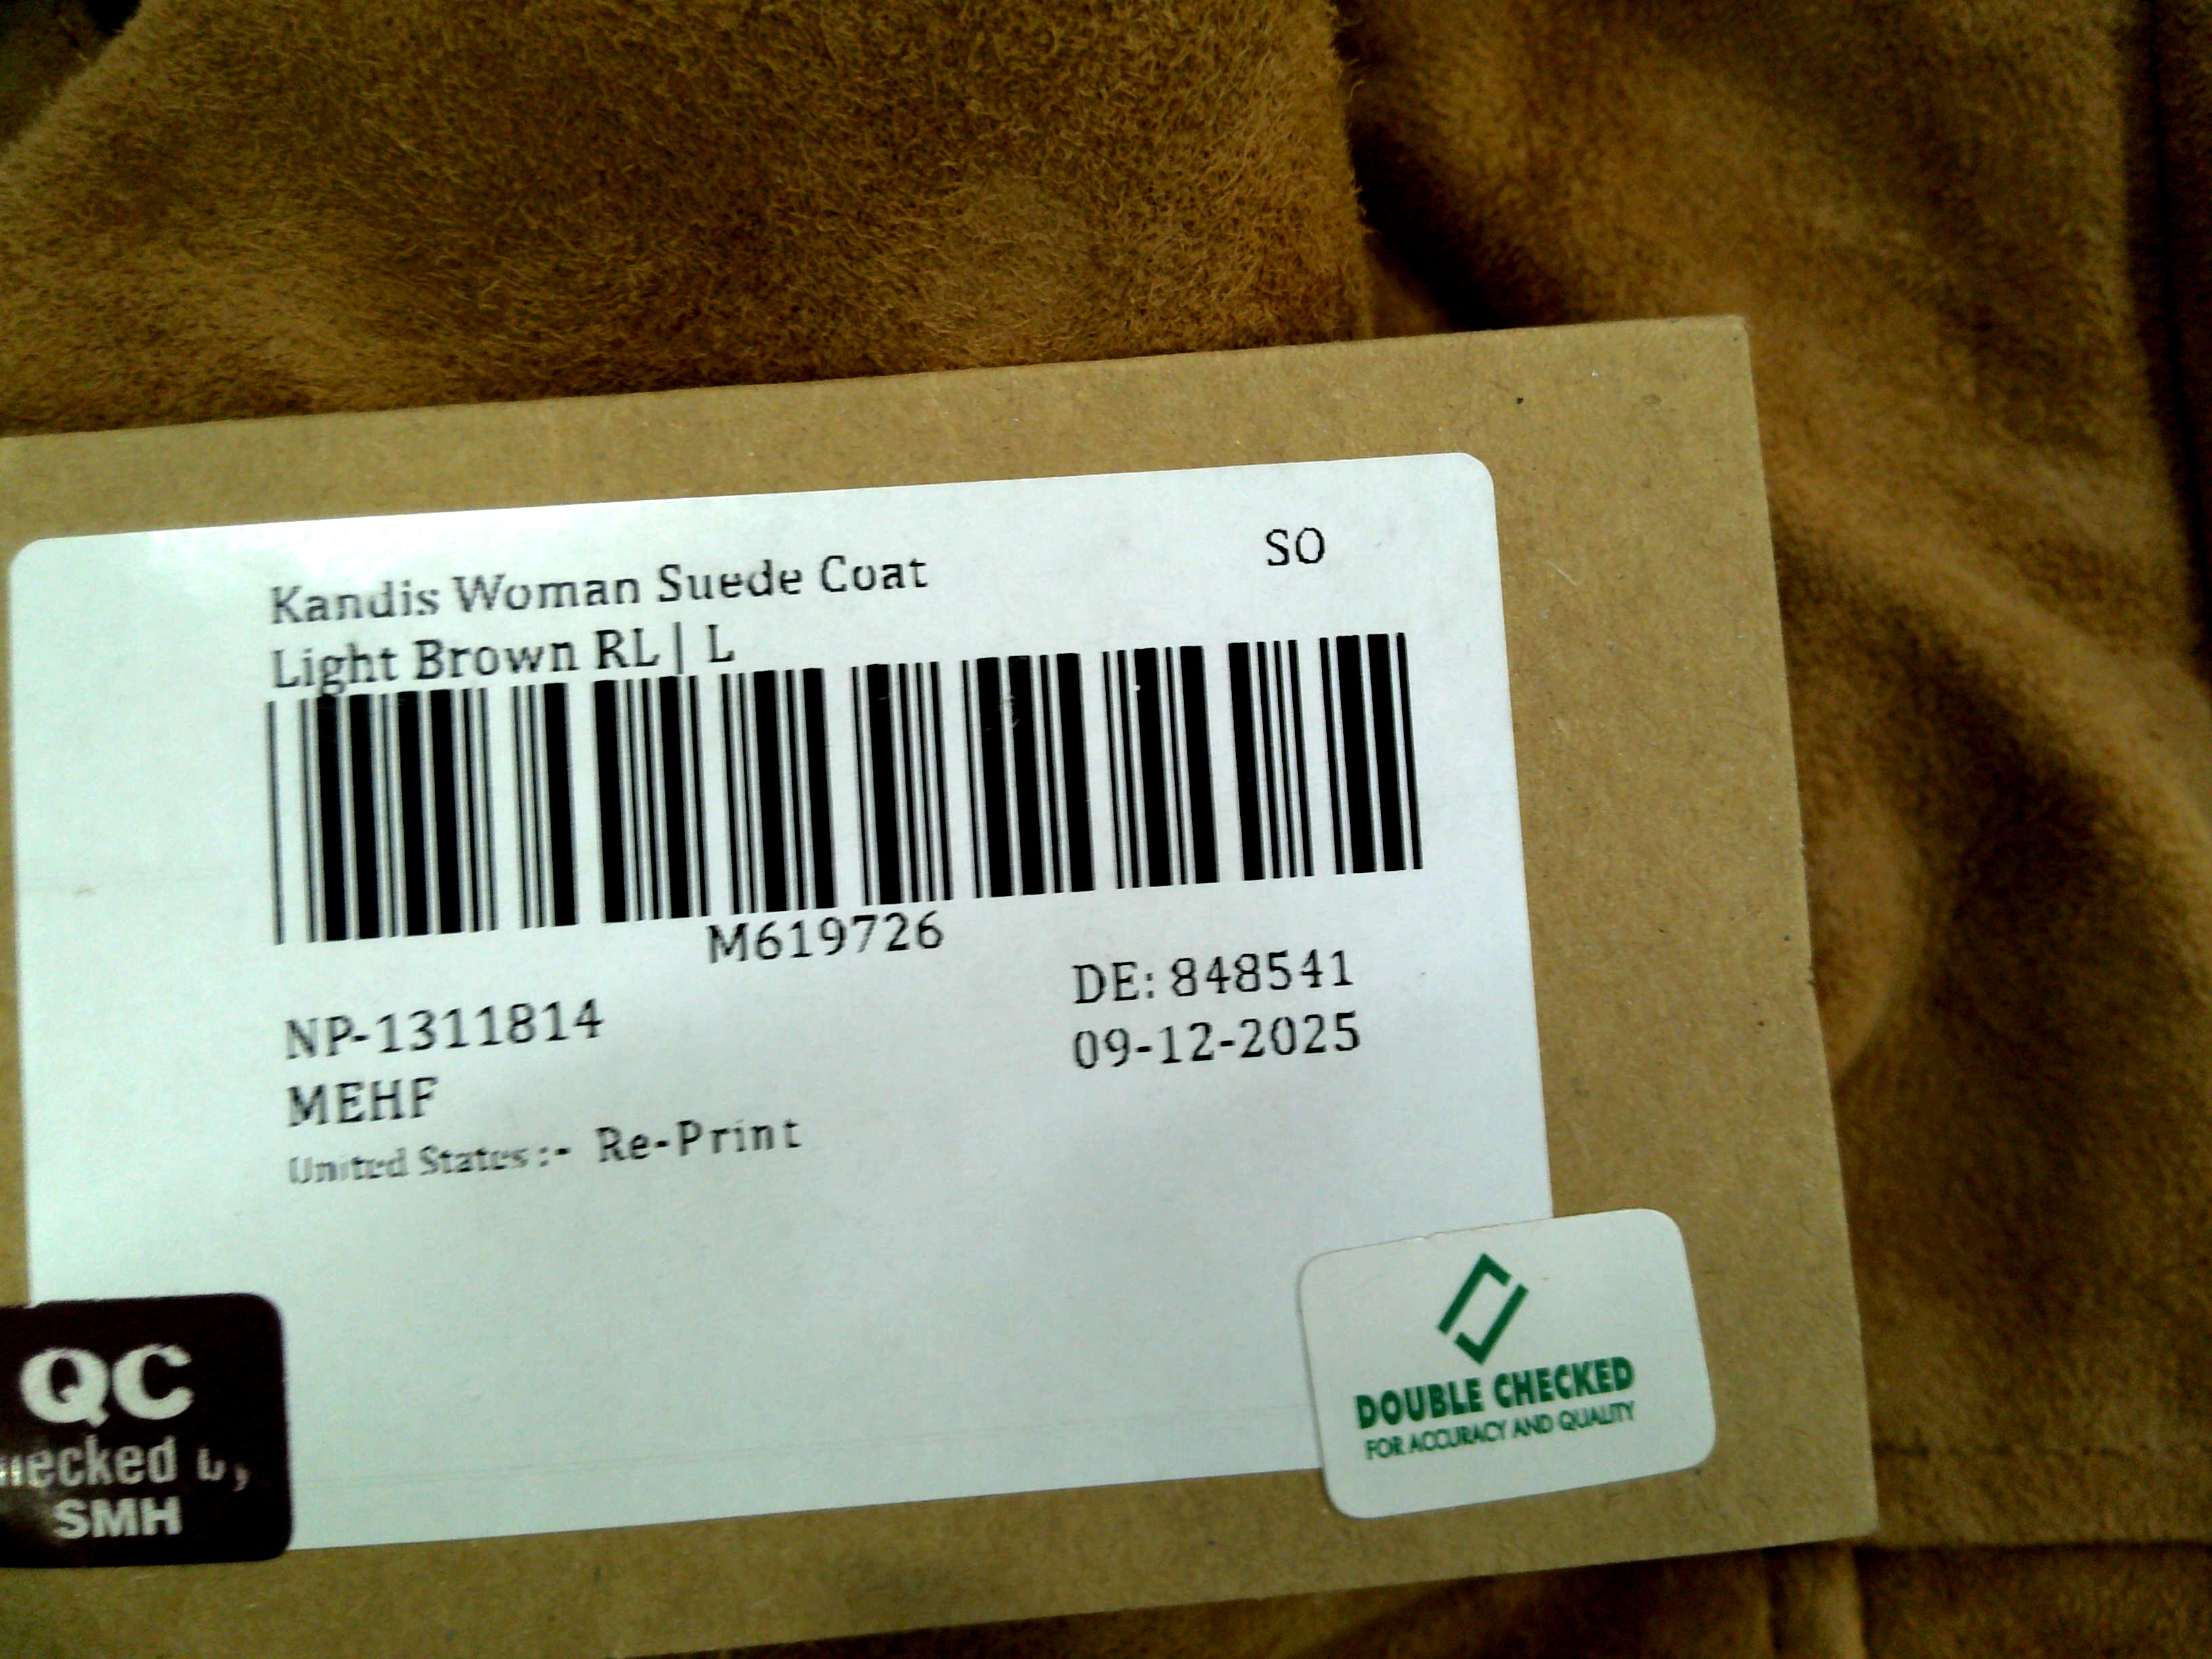 Kandis Woman Suede Coat
SO
Light Brown RL | L
M619726
NP-1311814
DE: 848541
MEHF
09-12-2025
United States :- Re-Print
QC
SMH
DOUBLE CHECKED
FOR ACCURACY AND QUALITY